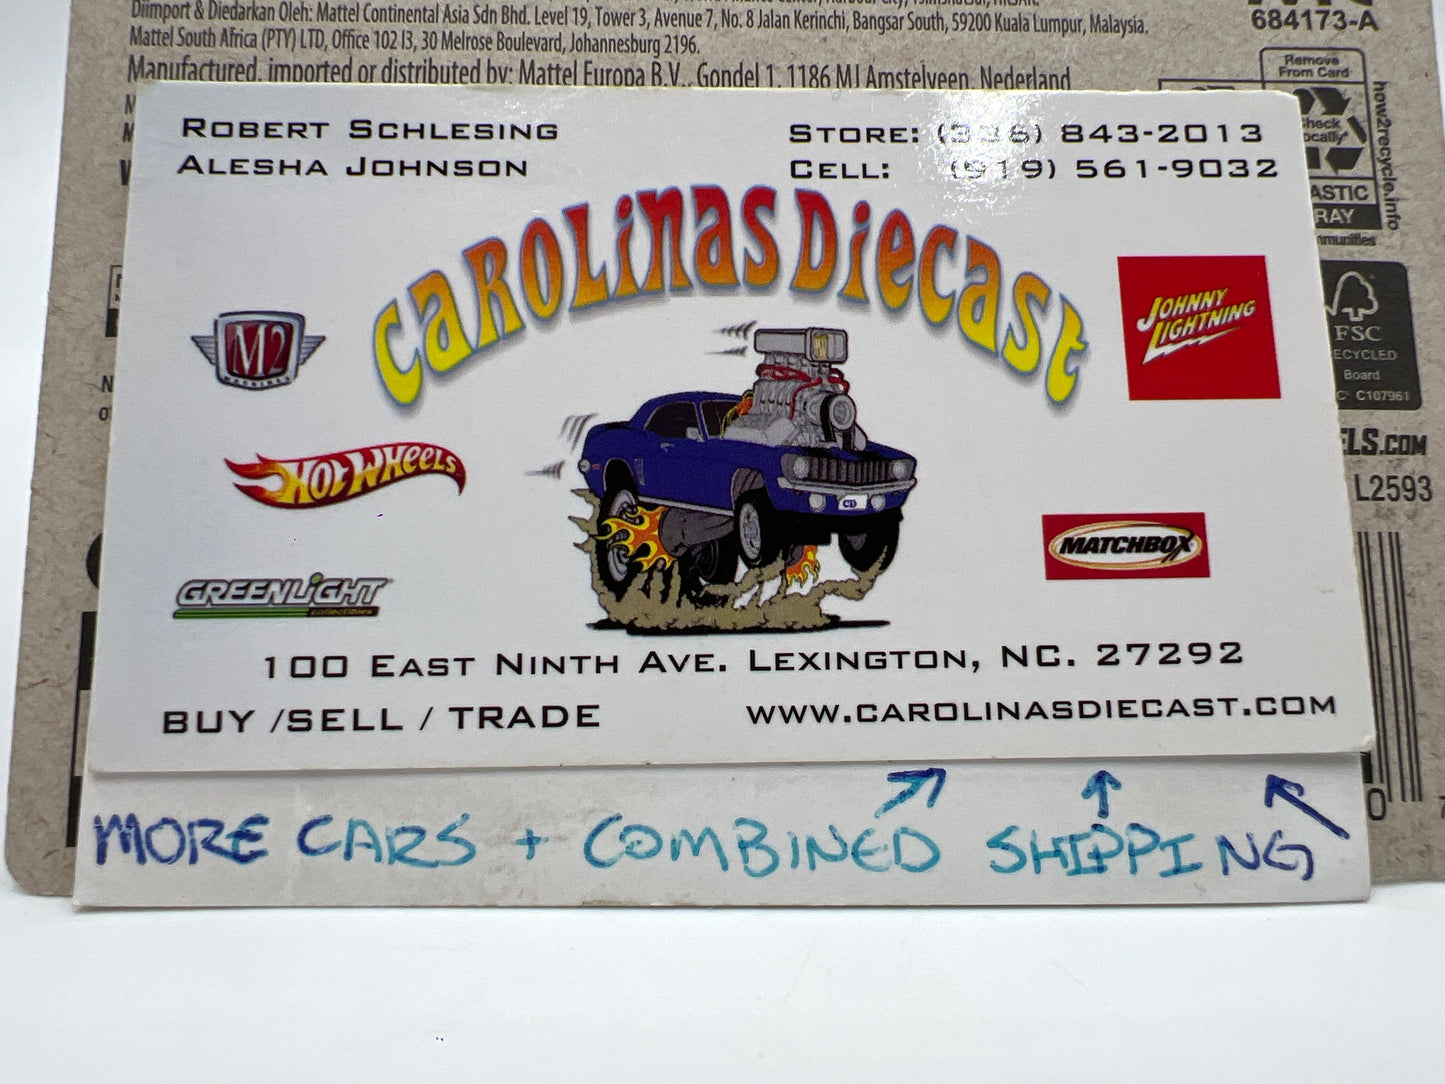 Diimport & Diedarkan Oleh: Mattel Continental Asia Sdn Bhd. Level 19, Tower 3, Avenue 7, No. 8 Jalan Kerinchi, Bangsar South, 59200 Kuala Lumpur, Malaysia.
Mattel South Africa (PTY) LTD, Office 102 I3, 30 Melrose Boulevard, Johannesburg 2196.
Manufactured, imported or distributed by: Mattel Europa B.V., Gondel 1, 1186 MJ Amstelveen, Nederland
684173-A
Remove
From Card
Check
Locally*
how2recycle.info
ROBERT SCHLESING
STORE: (336) 843-2013
ALESHA JOHNSON
CELL: (919) 561-9032
CAROLINAS DIECAST
M2
MACHINES
JOHNNY
LIGHTNING
FSC
Board
C107961
HOT WHEELS
ELS.COM
L2593
CD
MATCHBOX
GREENLIGHT
collectibles
100 EAST NINTH AVE. LEXINGTON, NC. 27292
BUY /SELL / TRADE
WWW.CAROLINASDIECAST.COM
MORE CARS + COMBINED SHIPPING